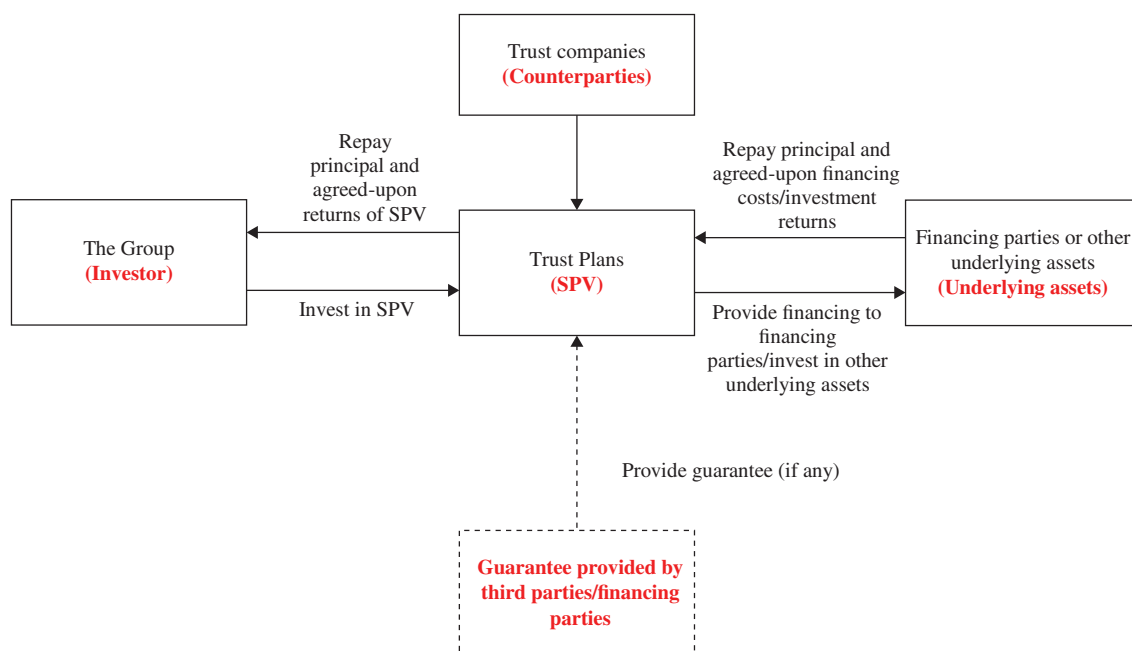 Trust companies
(Counterparties)
Repay
principal and
agreed-upon
returns of SPV
Repay principal and
agreed-upon financing
costs/investment
returns
The Group
(Investor)
Trust Plans
(SPV)
Financing parties or other
underlying assets
(Underlying assets)
Invest in SPV
Provide financing to
financing
parties/invest in other
underlying assets
Provide guarantee (if any)
Guarantee provided by
third parties/financing
parties